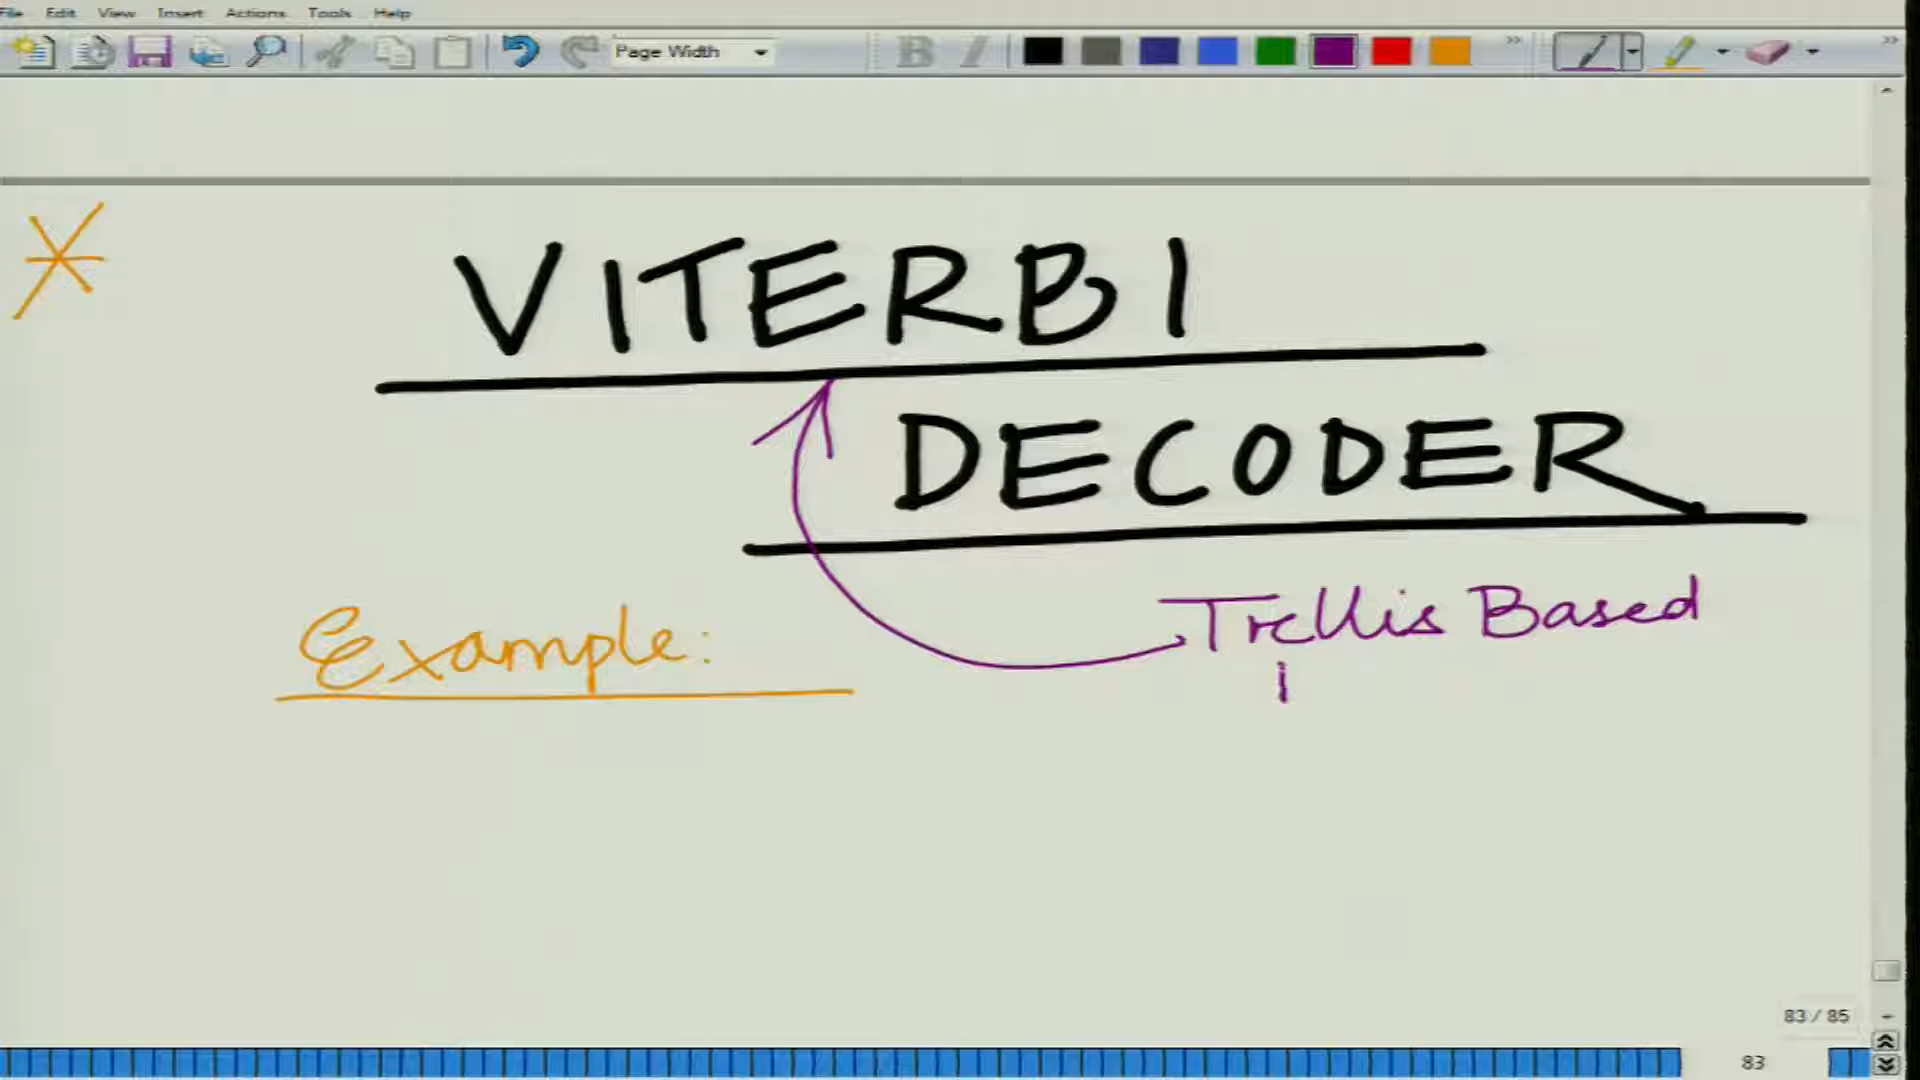 File Edit View Insert Actions Tools Help
Page Width
B I
VITERBI
DECODER
Trellis Based
Example:
83 / 85
83